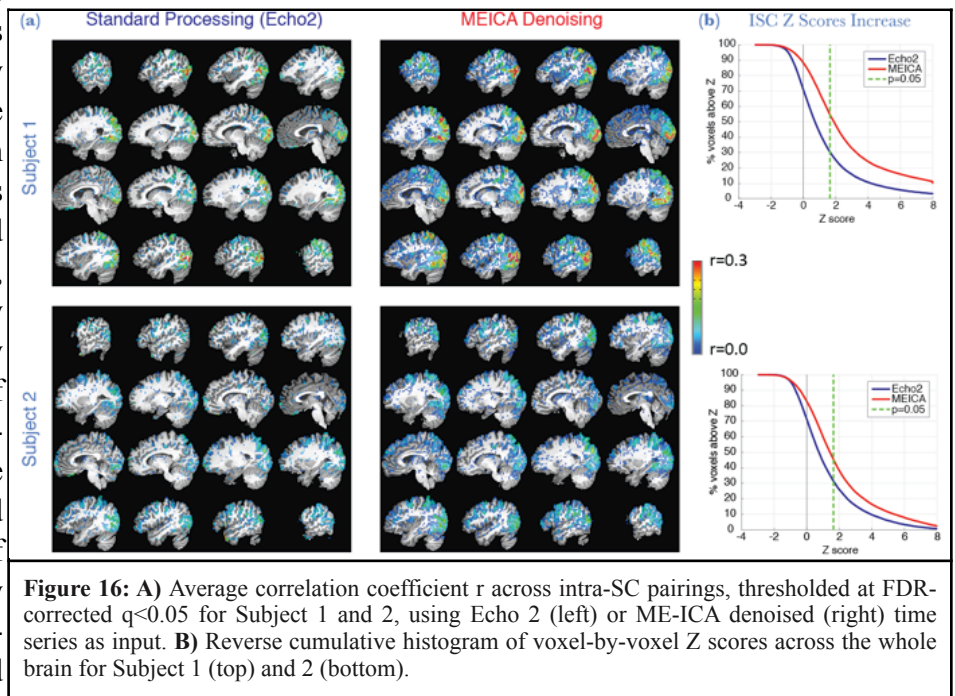 (a) Standard Processing (Echo2) MEICA Denoising (b) ISC Z Scores Increase
Subject 1
Subject 2
100
90
80
70
60
50
40
30
20
10
0
% voxels above Z
Echo2
MEICA
p=0.05
-4 -2 0 2 4 6 8
Z score
r=0.3
r=0.0
100
90
80
70
60
50
40
30
20
10
0
% voxels above Z
Echo2
MEICA
p=0.05
-4 -2 0 2 4 6 8
Z score
Figure 16: A) Average correlation coefficient r across intra-SC pairings, thresholded at FDR-
corrected q<0.05 for Subject 1 and 2, using Echo 2 (left) or ME-ICA denoised (right) time
series as input. B) Reverse cumulative histogram of voxel-by-voxel Z scores across the whole
brain for Subject 1 (top) and 2 (bottom).